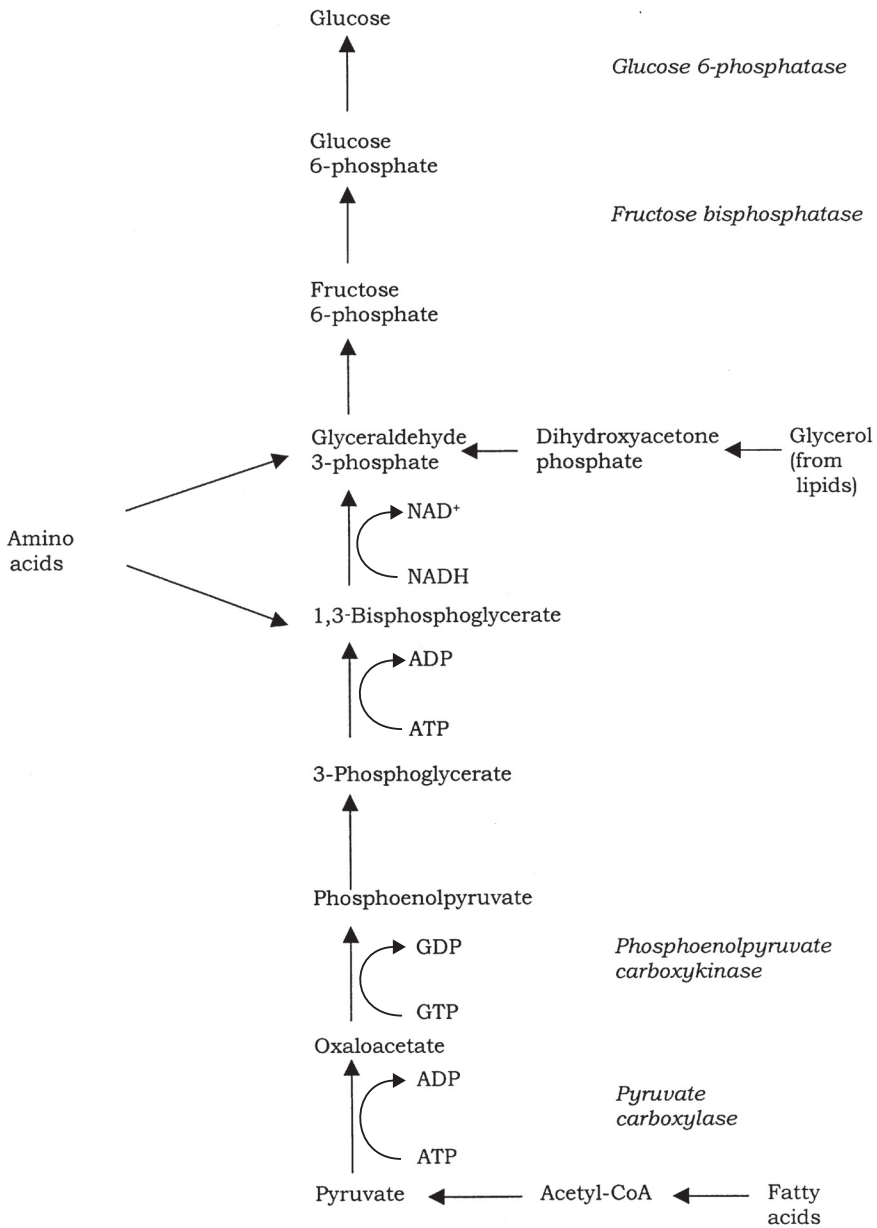 Glucose
Glucose 6-phosphatase
Glucose
6-phosphate
Fructose bisphosphatase
Fructose
6-phosphate
Glyceraldehyde
3-phosphate
Dihydroxyacetone
phosphate
Glycerol
(from
lipids)
NAD+
Amino
acids
NADH
1,3-Bisphosphoglycerate
ADP
ATP
3-Phosphoglycerate
Phosphoenolpyruvate
GDP
Phosphoenolpyruvate
carboxykinase
GTP
Oxaloacetate
ADP
Pyruvate
carboxylase
ATP
Pyruvate
Acetyl-CoA
Fatty
acids